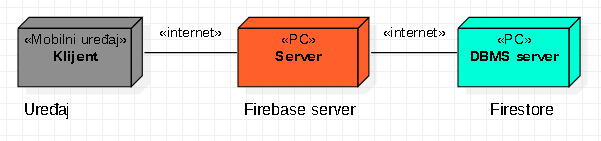 «Mobilni uređaj»
Klijent
«internet»
«PC»
Server
«internet»
«PC»
DBMS server
Uređaj
Firebase server
Firestore